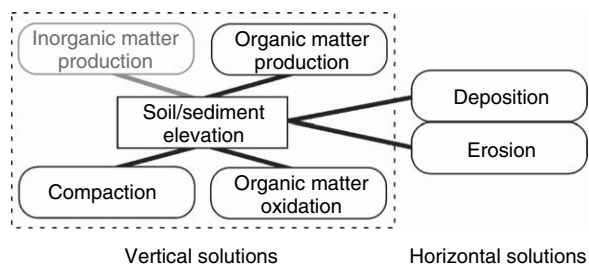 Inorganic matter
production
Organic matter
production
Soil/sediment
elevation
Deposition
Erosion
Compaction
Organic matter
oxidation
Vertical solutions
Horizontal solutions